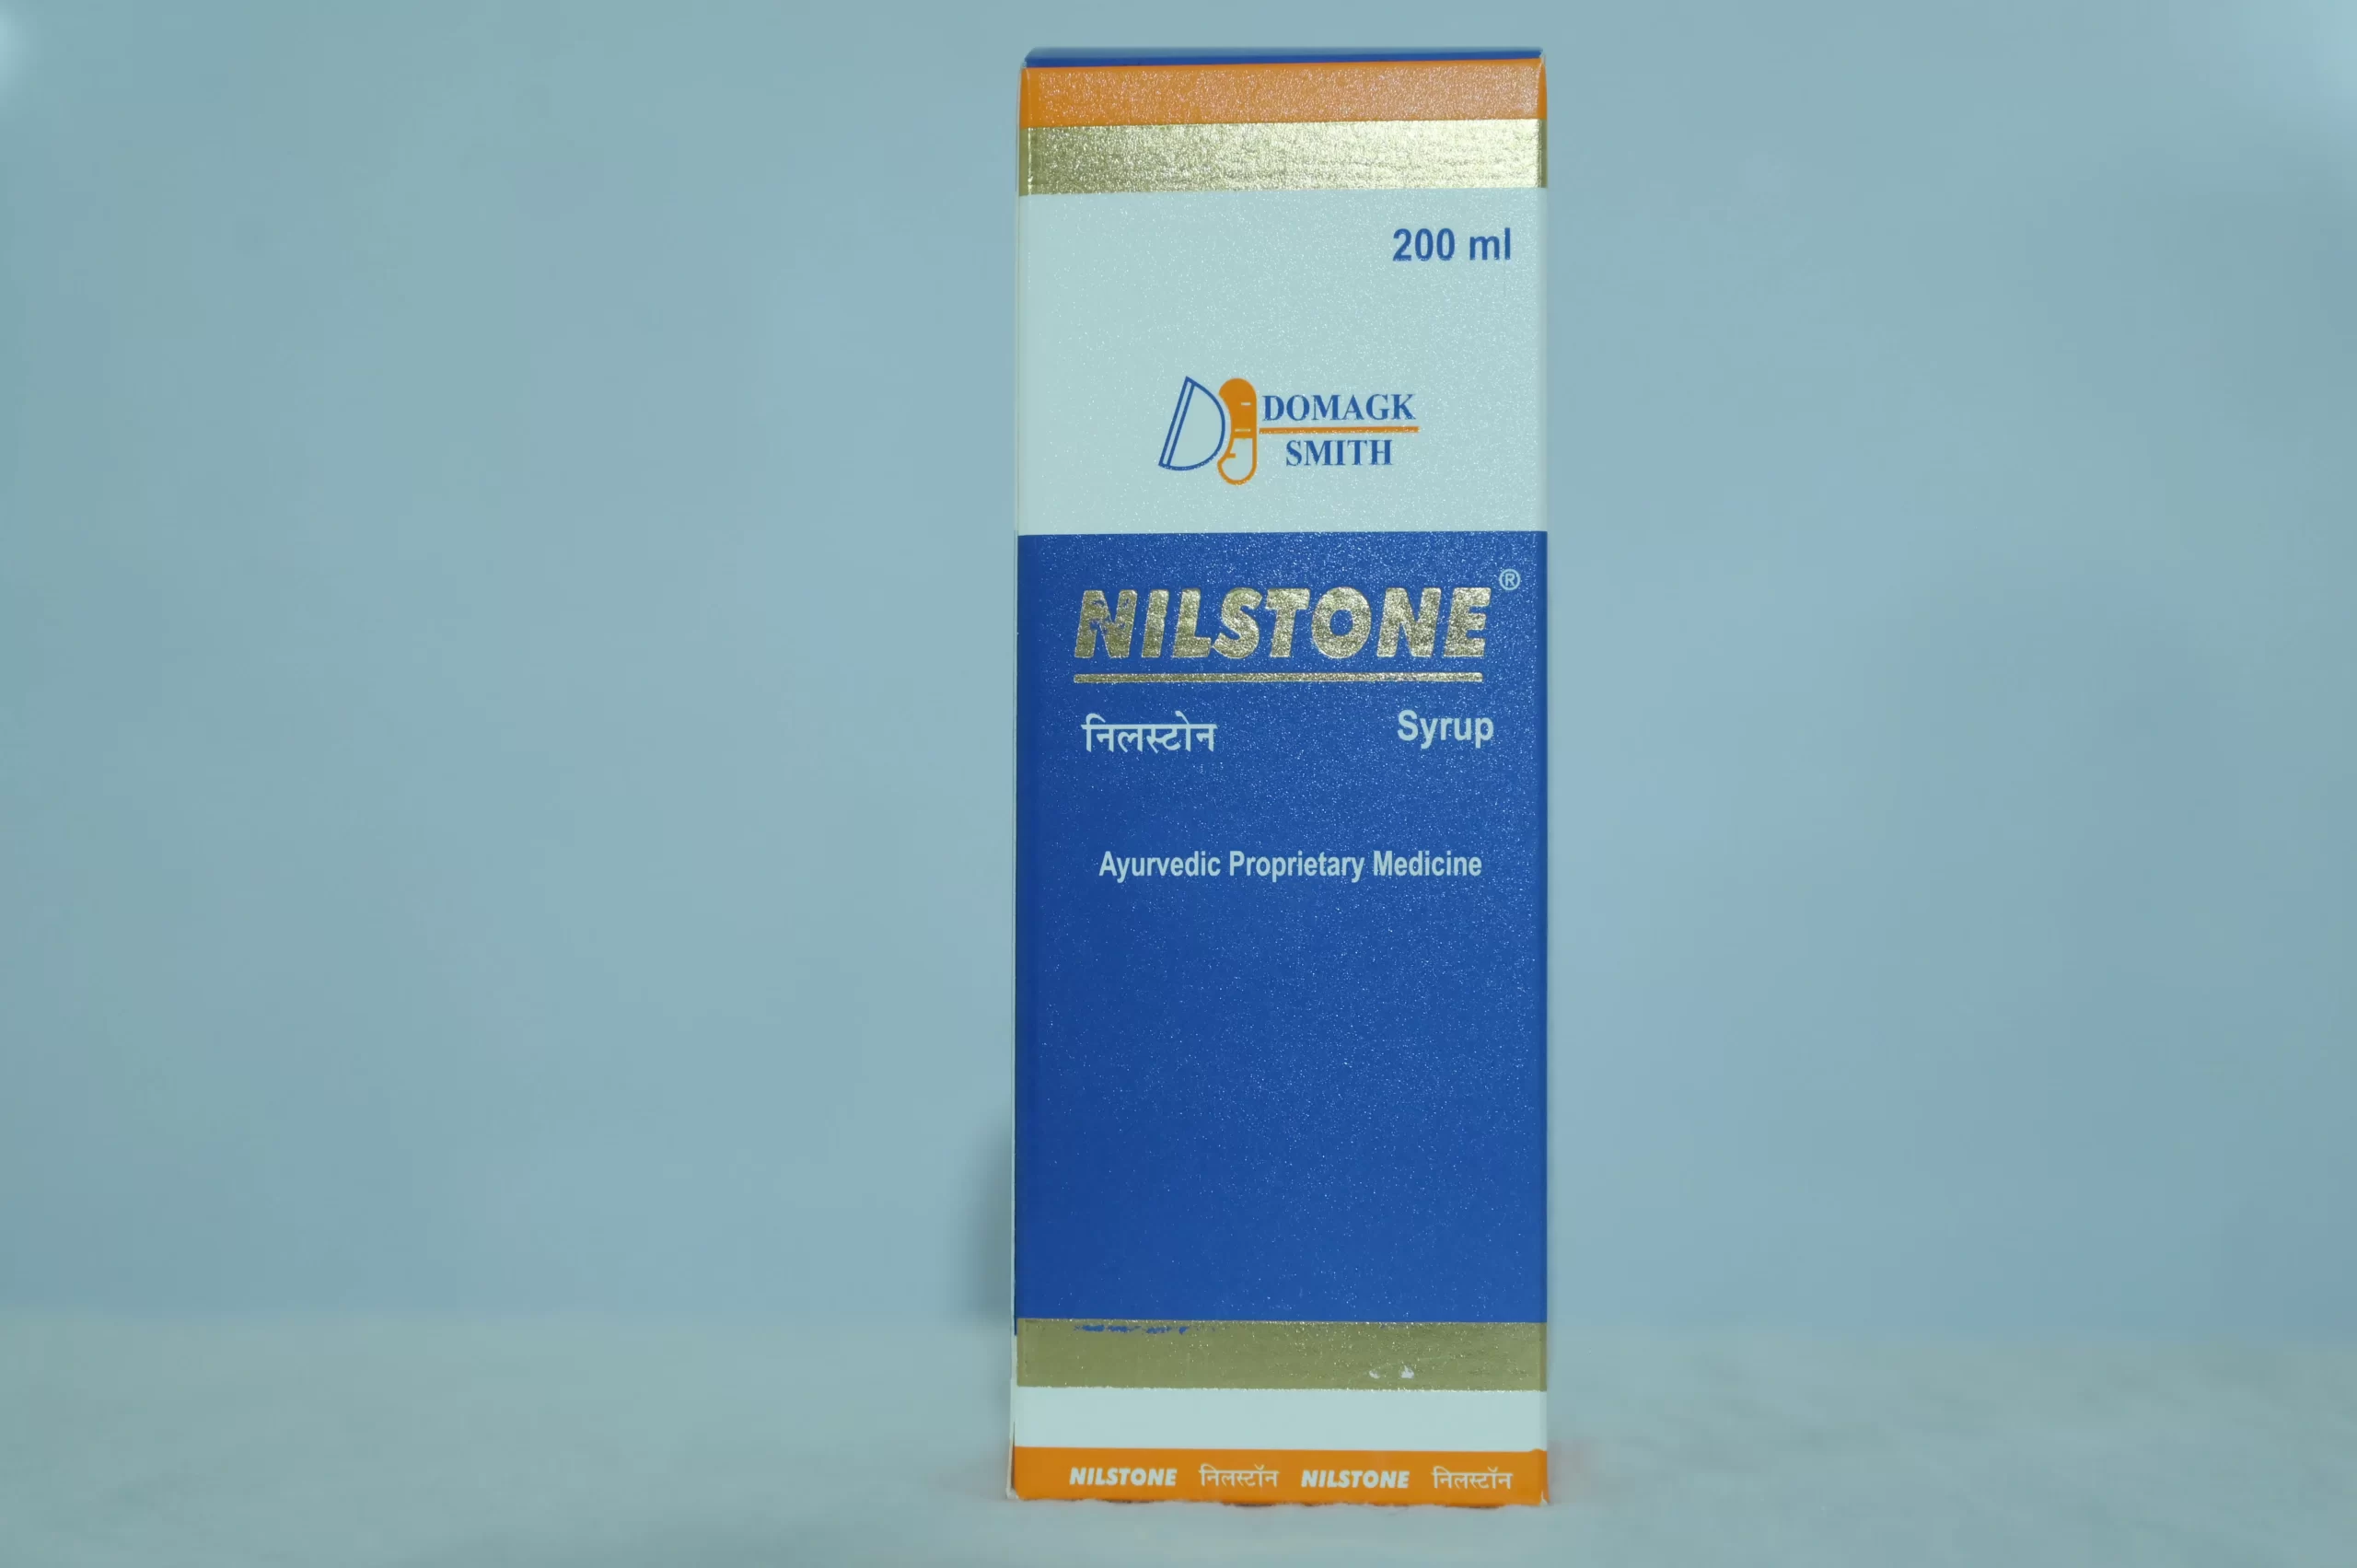 200 ml
DOMAGK
SMITH
NILSTONE®
निलस्टोन Syrup
Ayurvedic Proprietary Medicine
NILSTONE निलस्टॉन NILSTONE निलस्टॉन